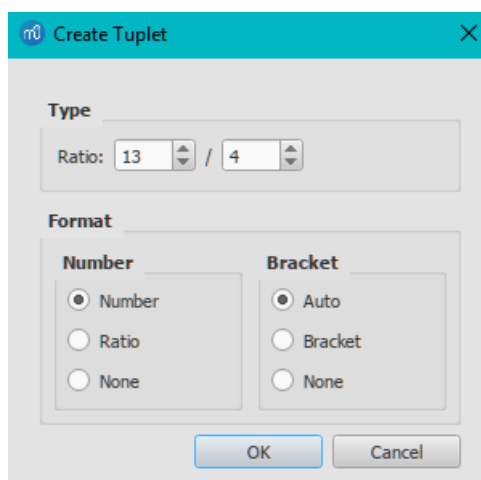 Create Tuplet
Type
Ratio: 13 / 4
Format
Number Bracket
Number Auto
Ratio Bracket
None None
OK Cancel